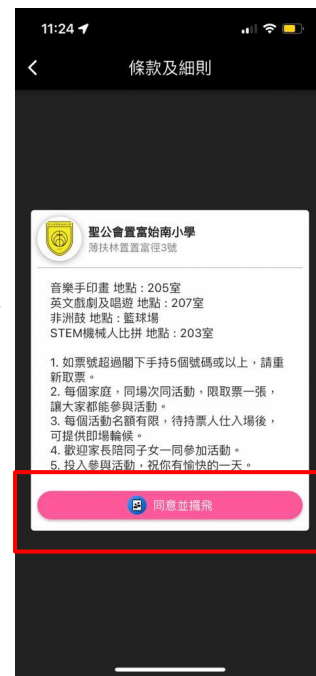 11:24
條款及細則
聖公會置富始南小學
薄扶林置富徑3號
音樂手印畫 地點 : 205室
英文戲劇及唱遊 地點 : 207室
非洲鼓 地點 : 籃球場
STEM機械人比拼 地點 : 203室
1. 如票號超過閣下手持5個號碼或以上，請重
新取票。
2. 每個家庭，同場次同活動，限取票一張，
讓大家都能參與活動。
3. 每個活動名額有限，待持票人仕入場後，
可提供即場輪候。
4. 歡迎家長陪同子女一同參加活動。
5. 投入參與活動，祝你有愉快的一天。
同意並攞飛